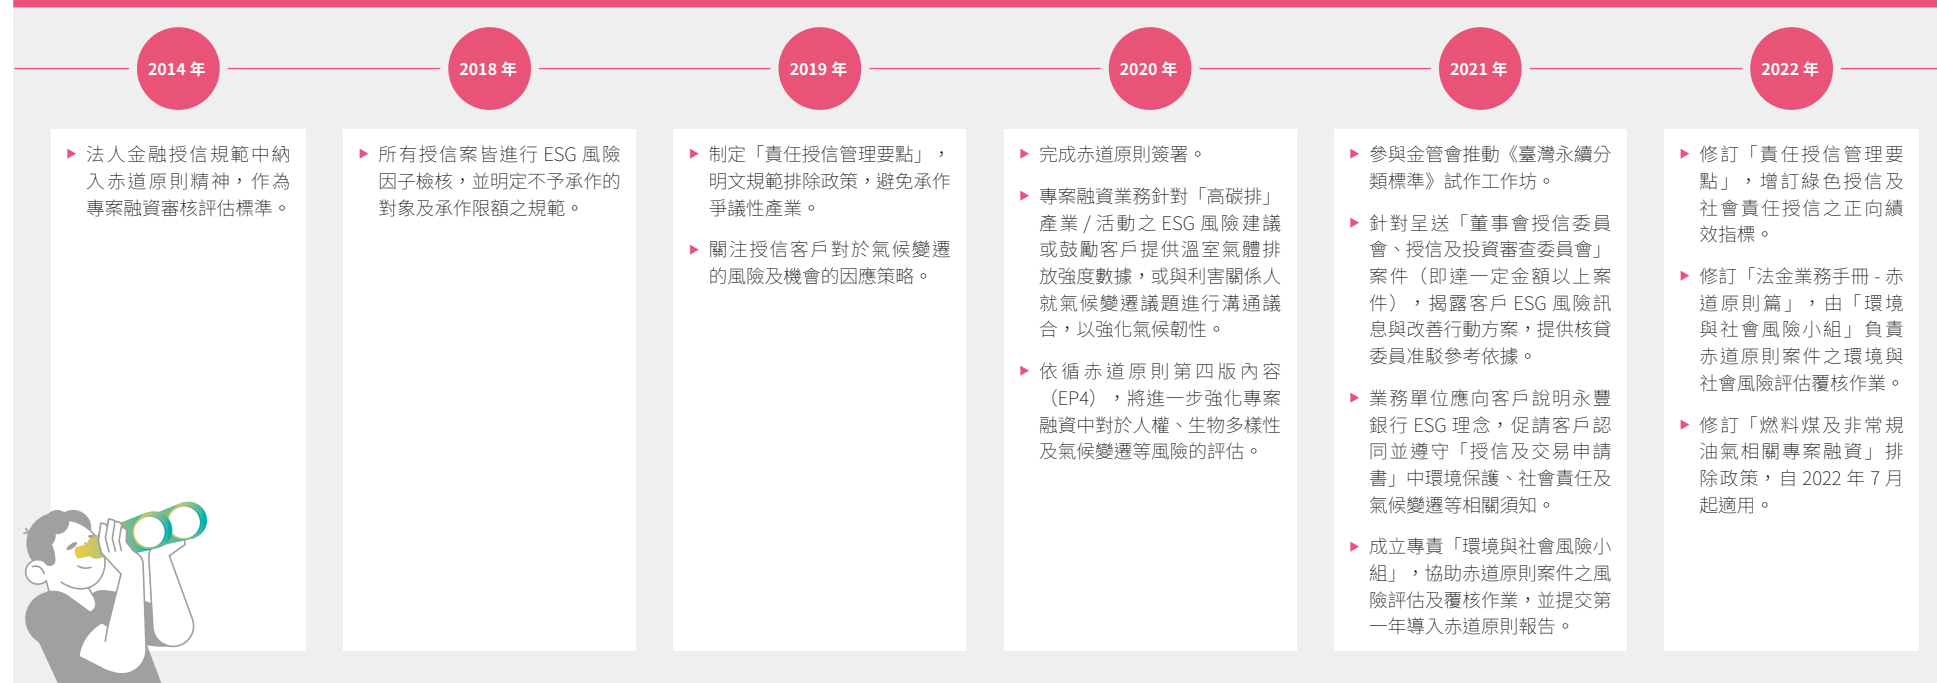 2014 年
法人金融授信規範中納
入赤道原則精神，作為
專案融資審核評估標準。
2018 年
所有授信案皆進行 ESG 風險
因子檢核，並明定不予承作的
對象及承作限額之規範。
2019 年
制定「責任授信管理要點」，
明文規範排除政策，避免承作
爭議性產業。
關注授信客戶對於氣候變遷
的風險及機會的因應策略。
2020 年
完成赤道原則簽署。
專案融資業務針對「高碳排」
產業 / 活動之 ESG 風險建議
或鼓勵客戶提供溫室氣體排
放強度數據，或與利害關係人
就氣候變遷議題進行溝通議
合，以強化氣候韌性。
依循赤道原則第四版內容
（EP4），將進一步強化專案
融資中對於人權、生物多樣性
及氣候變遷等風險的評估。
2021 年
參與金管會推動《臺灣永續分
類標準》試作工作坊。
針對呈送「董事會授信委員
會、授信及投資審查委員會」
案件（即達一定金額以上案
件），揭露客戶 ESG 風險訊
息與改善行動方案，提供核貸
委員准駁參考依據。
業務單位應向客戶說明永豐
銀行 ESG 理念，促請客戶認
同並遵守「授信及交易申請
書」中環境保護、社會責任及
氣候變遷等相關須知。
成立專責「環境與社會風險小
組」，協助赤道原則案件之風
險評估及覆核作業，並提交第
一年導入赤道原則報告。
2022 年
修訂「責任授信管理要
點」，增訂綠色授信及
社會責任授信之正向績
效指標。
修訂「法金業務手冊 - 赤
道原則篇」，由「環境
與社會風險小組」負責
赤道原則案件之環境與
社會風險評估覆核作業。
修訂「燃料煤及非常規
油氣相關專案融資」排
除政策，自 2022 年 7 月
起適用。